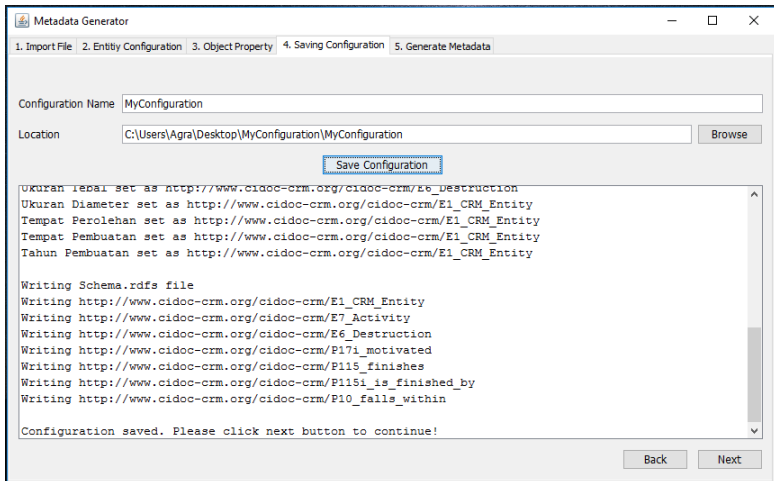 Metadata Generator
1. Import File 2. Entitiy Configuration 3. Object Property 4. Saving Configuration 5. Generate Metadata
Configuration Name MyConfiguration
Location C:\Users\Agra\Desktop\MyConfiguration\MyConfiguration Browse
Save Configuration
Ukuran Tebal set as http://www.cidoc-crm.org/cidoc-crm/E6_Destruction
Ukuran Diameter set as http://www.cidoc-crm.org/cidoc-crm/E1_CRM_Entity
Tempat Perolehan set as http://www.cidoc-crm.org/cidoc-crm/E1_CRM_Entity
Tempat Pembuatan set as http://www.cidoc-crm.org/cidoc-crm/E1_CRM_Entity
Tahun Pembuatan set as http://www.cidoc-crm.org/cidoc-crm/E1_CRM_Entity
Writing Schema.rdfs file
Writing http://www.cidoc-crm.org/cidoc-crm/E1_CRM_Entity
Writing http://www.cidoc-crm.org/cidoc-crm/E7_Activity
Writing http://www.cidoc-crm.org/cidoc-crm/E6_Destruction
Writing http://www.cidoc-crm.org/cidoc-crm/P17i_motivated
Writing http://www.cidoc-crm.org/cidoc-crm/P115_finishes
Writing http://www.cidoc-crm.org/cidoc-crm/P115i_is_finished_by
Writing http://www.cidoc-crm.org/cidoc-crm/P10_falls_within
Configuration saved. Please click next button to continue!
Back Next